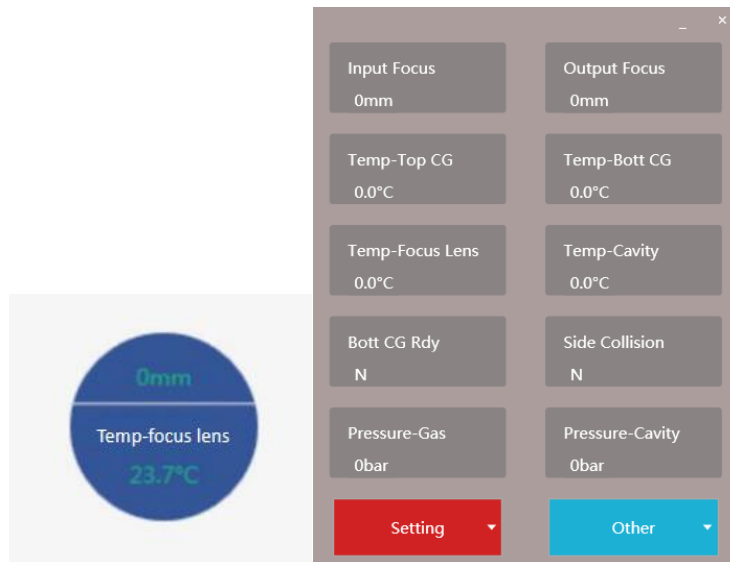 0mm
Temp-focus lens
23.7°C
_ ×
Input Focus
0mm
Output Focus
0mm
Temp-Top CG
0.0°C
Temp-Bott CG
0.0°C
Temp-Focus Lens
0.0°C
Temp-Cavity
0.0°C
Bott CG Rdy
N
Side Collision
N
Pressure-Gas
0bar
Pressure-Cavity
0bar
Setting
Other